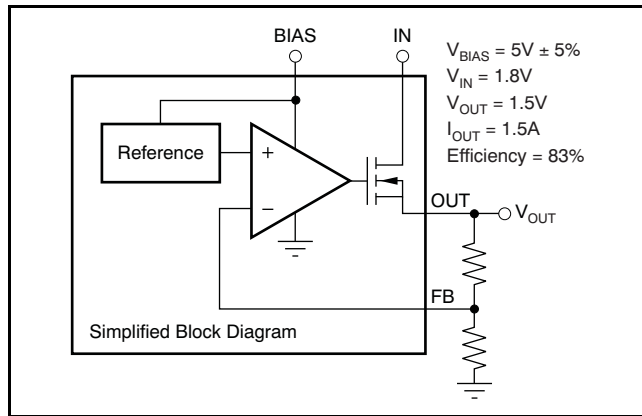 BIAS
IN
V_BIAS = 5V ± 5%
V_IN = 1.8V
V_OUT = 1.5V
I_OUT = 1.5A
Efficiency = 83%
Reference
+
−
OUT
V_OUT
FB
Simplified Block Diagram